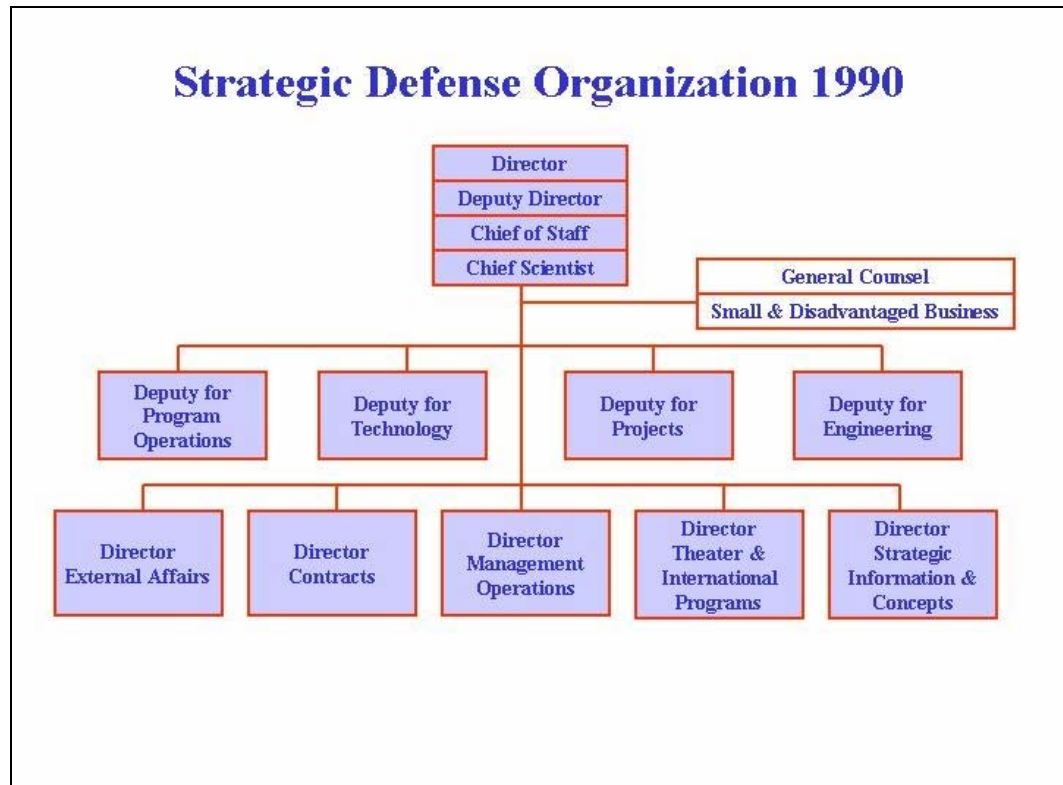 Strategic Defense Organization 1990
Director
Deputy Director
Chief of Staff
Chief Scientist
General Counsel
Small & Disadvantaged Business
Deputy for
Program
Operations
Deputy for
Technology
Deputy for
Projects
Deputy for
Engineering
Director
External Affairs
Director
Contracts
Director
Management
Operations
Director
Theater &
International
Programs
Director
Strategic
Information &
Concepts